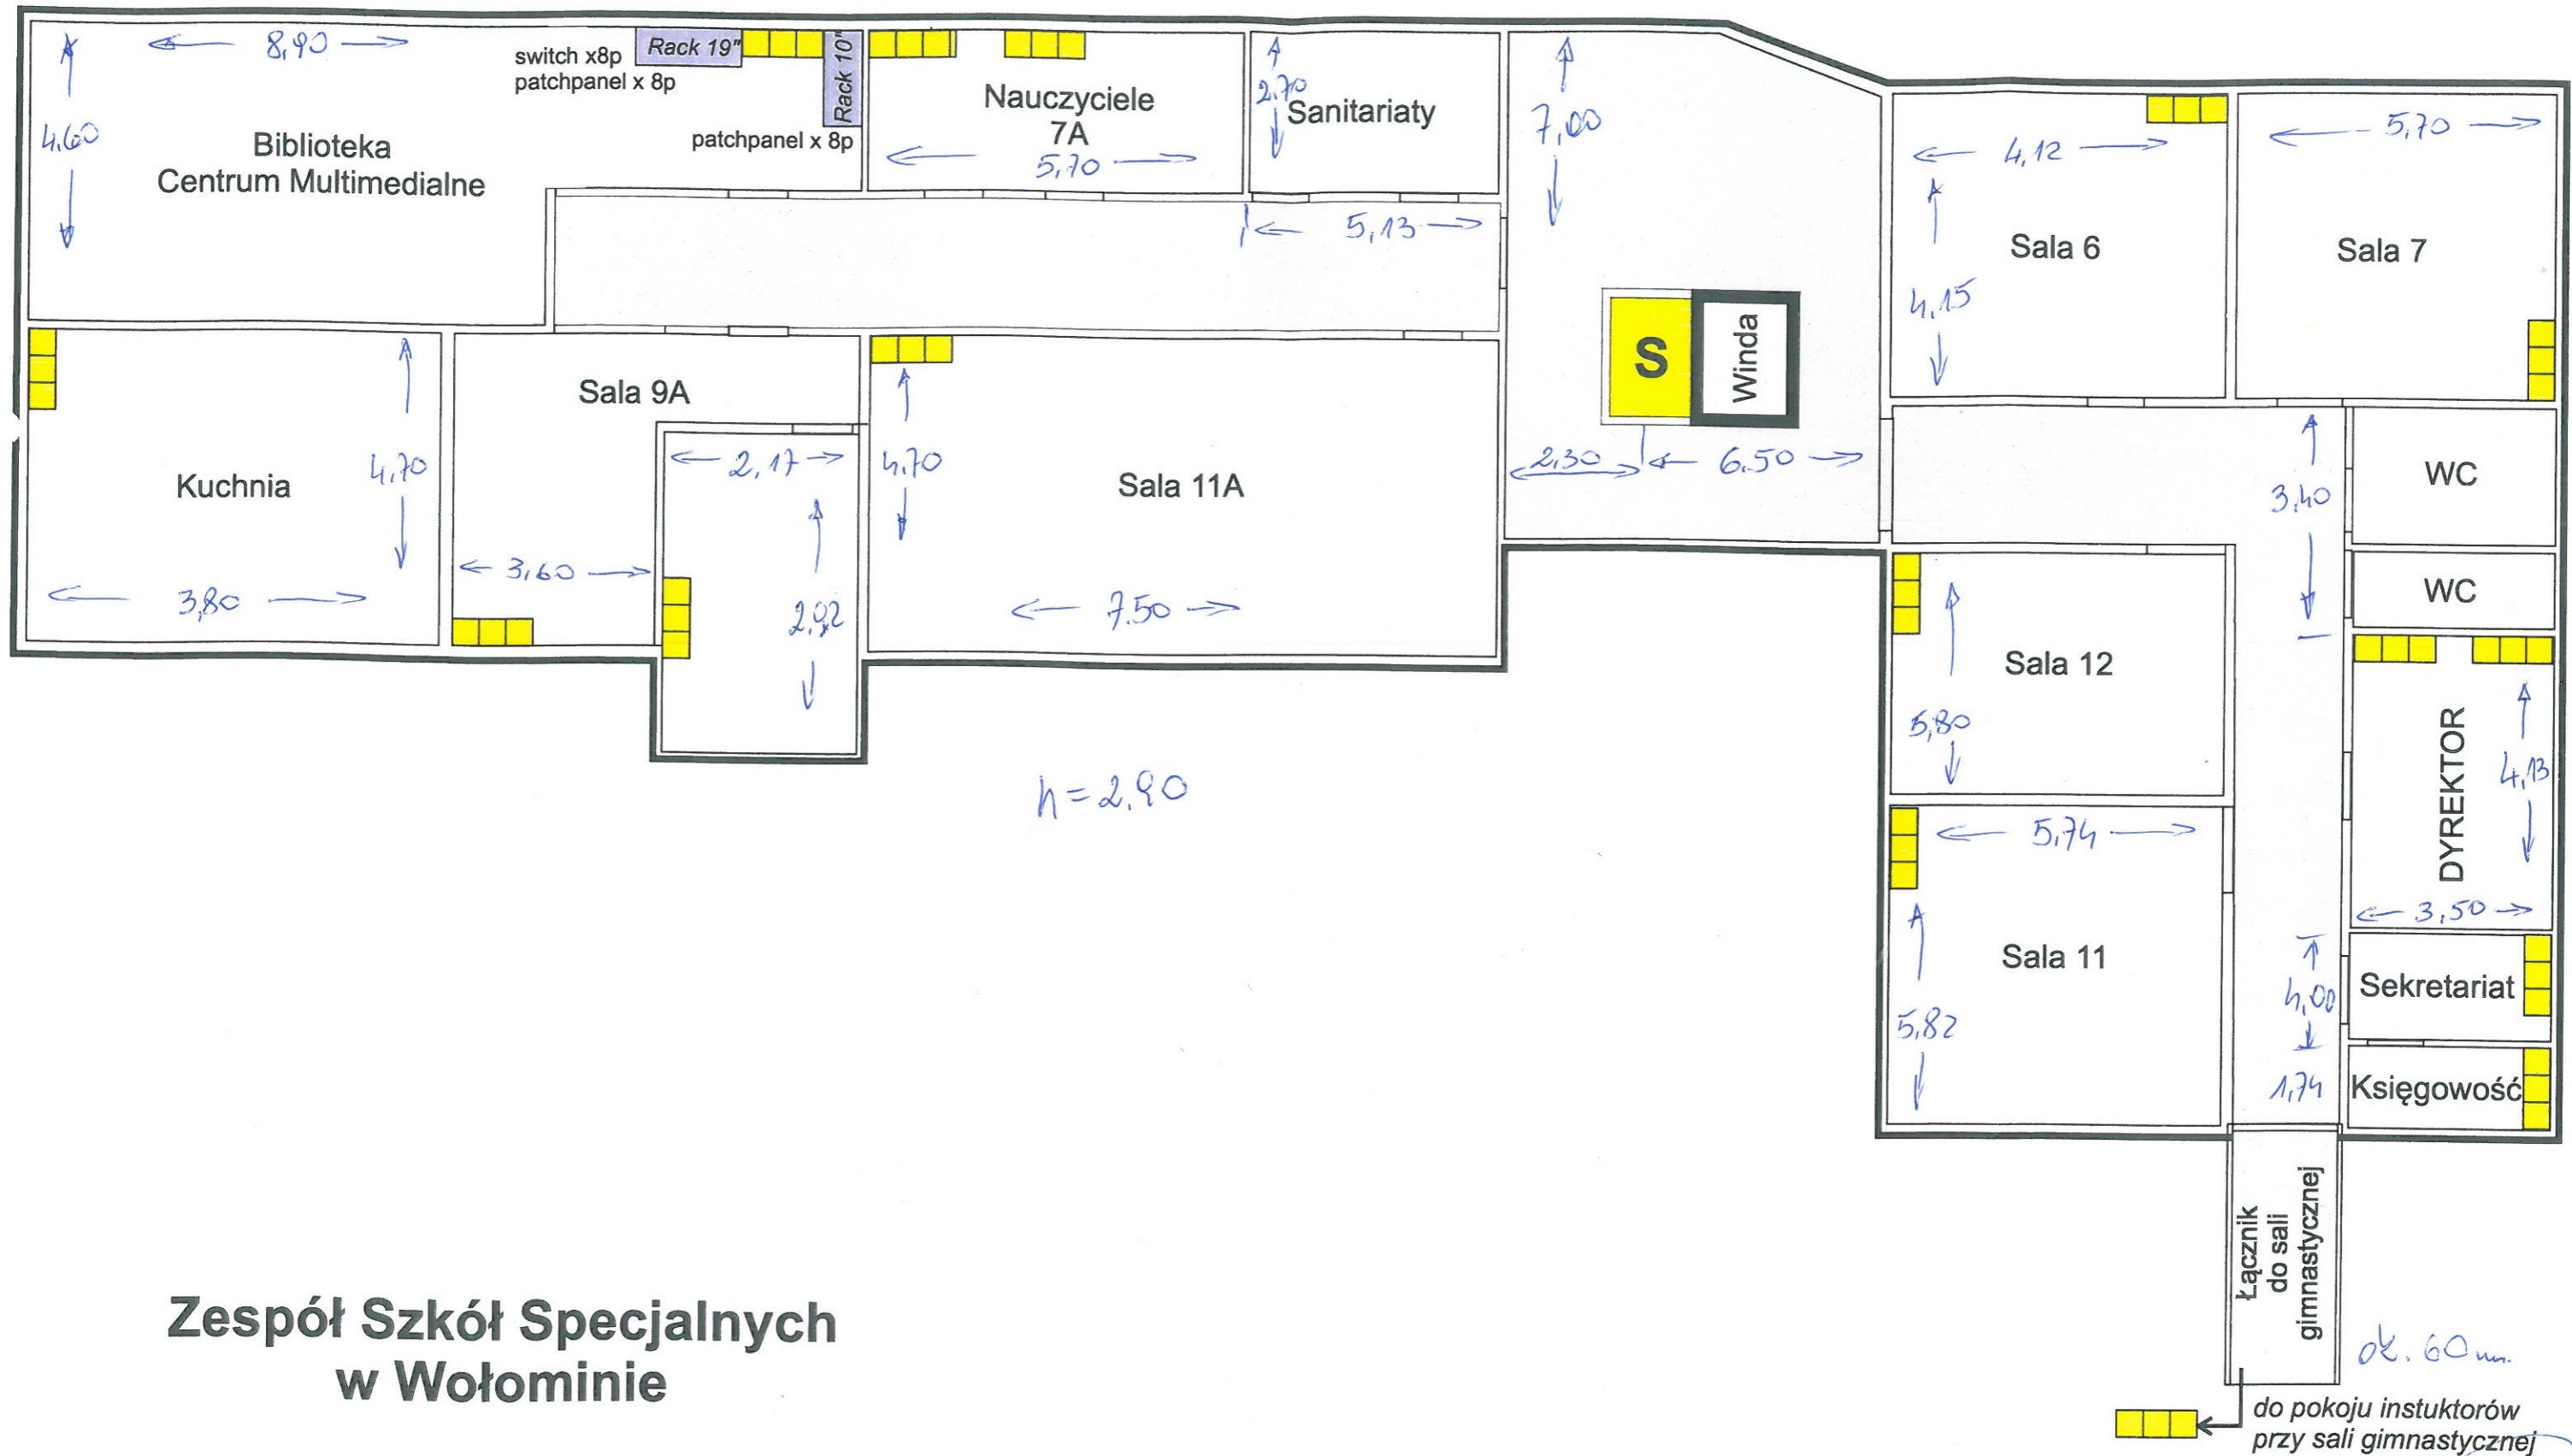 8,90
switch x8p
patchpanel x 8p
Rack 19"
Rack 10"
patchpanel x 8p
4,60
Biblioteka
Centrum Multimedialne
Nauczyciele
7A
5,70
2,70
Sanitariaty
5,13
7,00
4,12
4,15
Sala 6
5,70
Sala 7
S
Winda
2,30
6,50
Kuchnia
4,70
3,80
Sala 9A
3,60
2,17
2,92
4,70
Sala 11A
7.50
3,40
WC
WC
Sala 12
5,80
DYREKTOR
4,13
3,50
5,74
Sala 11
5,82
4,00
Sekretariat
1,74
Księgowość
h=2,90
Łącznik
do sali
gimnastycznej
ok. 60 m.
do pokoju instuktorów
przy sali gimnastycznej
Zespół Szkół Specjalnych
w Wołominie